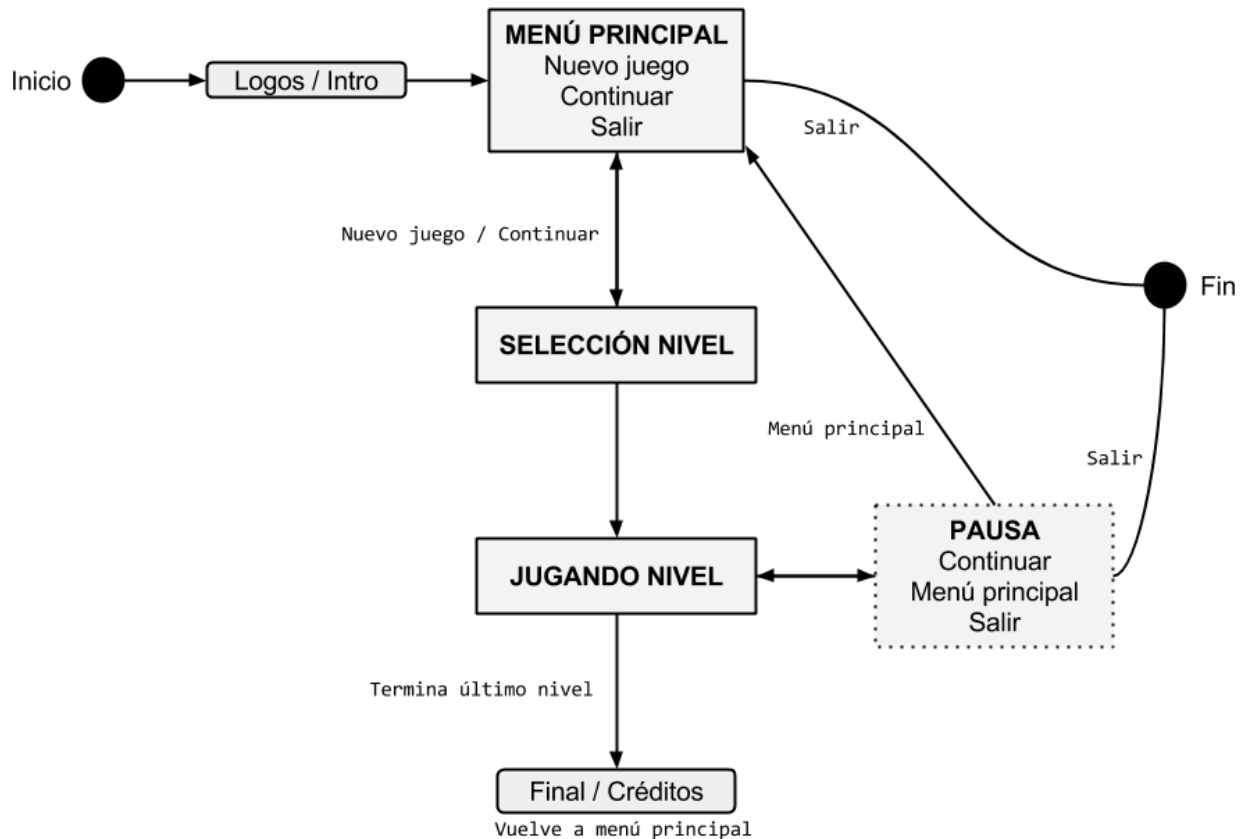 MENÚ PRINCIPAL
Nuevo juego
Continuar
Salir
Inicio
Logos / Intro
Salir
Nuevo juego / Continuar
Fin
SELECCIÓN NIVEL
Menú principal
Salir
JUGANDO NIVEL
PAUSA
Continuar
Menú principal
Salir
Termina último nivel
Final / Créditos
Vuelve a menú principal